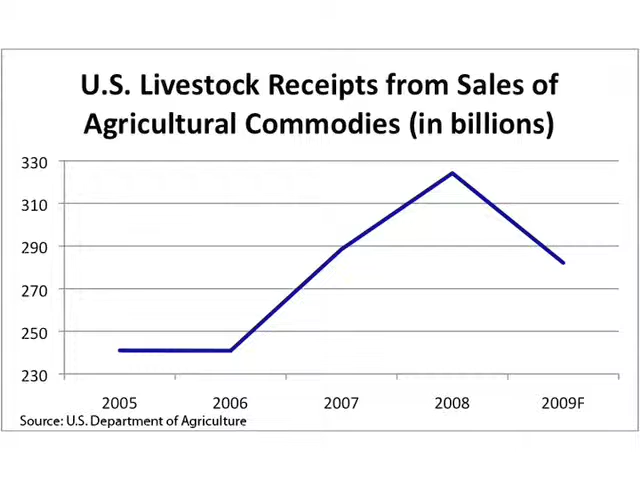 U.S. Livestock Receipts from Sales of
Agricultural Commodies (in billions)
330
310
290
270
250
230
2005 2006 2007 2008 2009F
Source: U.S. Department of Agriculture